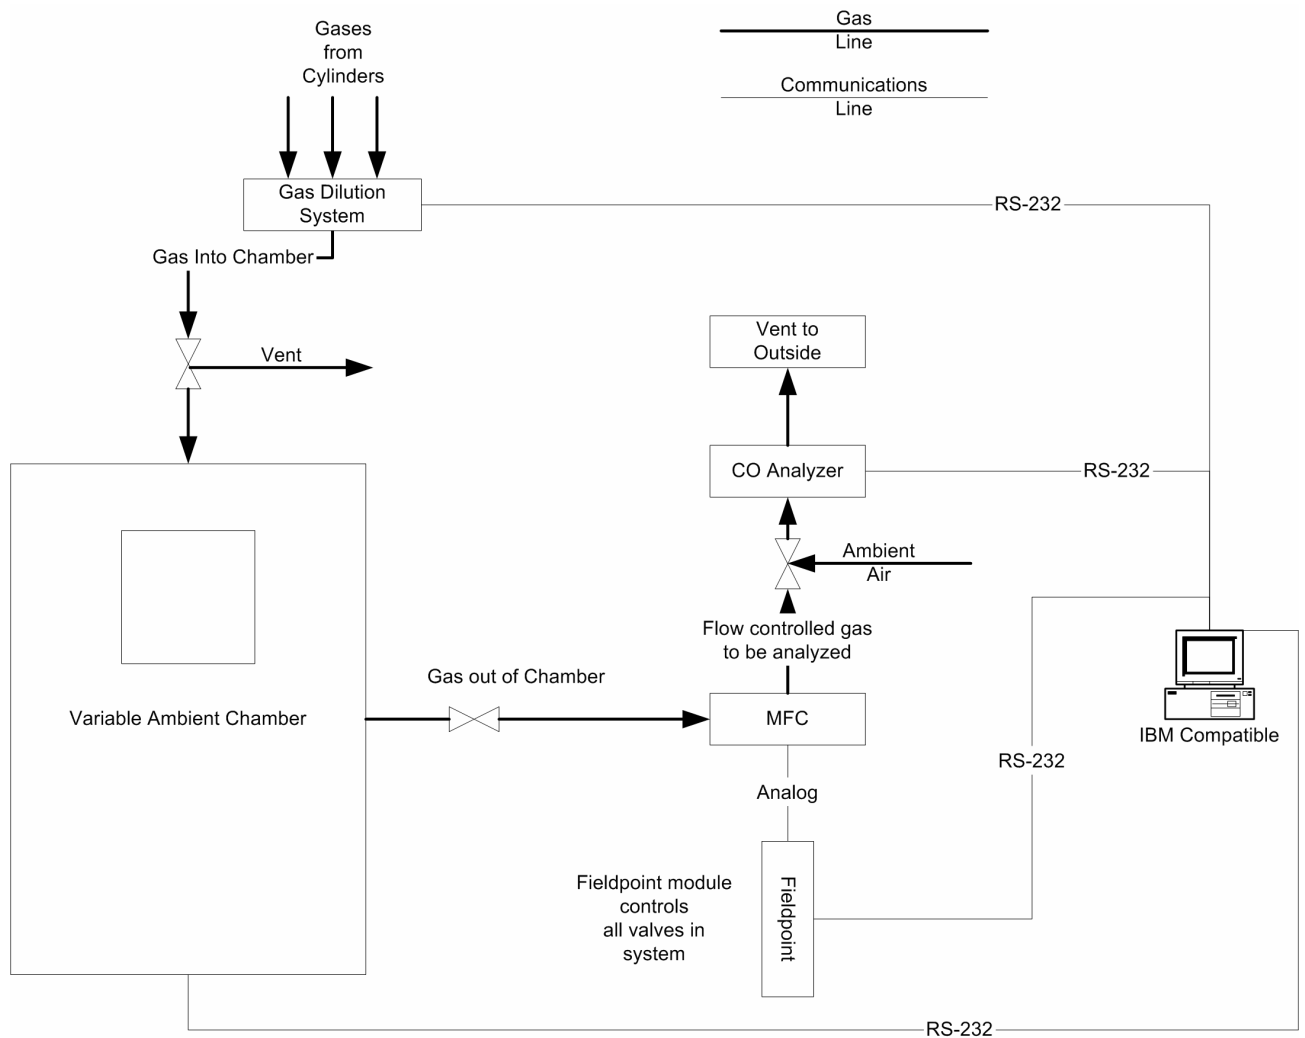 Gases
from
Cylinders
Gas
Line
Communications
Line
Gas Dilution
System
RS-232
Gas Into Chamber
Vent
Vent to
Outside
CO Analyzer
RS-232
Ambient
Air
Flow controlled gas
to be analyzed
Gas out of Chamber
Variable Ambient Chamber
MFC
IBM Compatible
RS-232
Analog
Fieldpoint module
controls
all valves in
system
Fieldpoint
RS-232